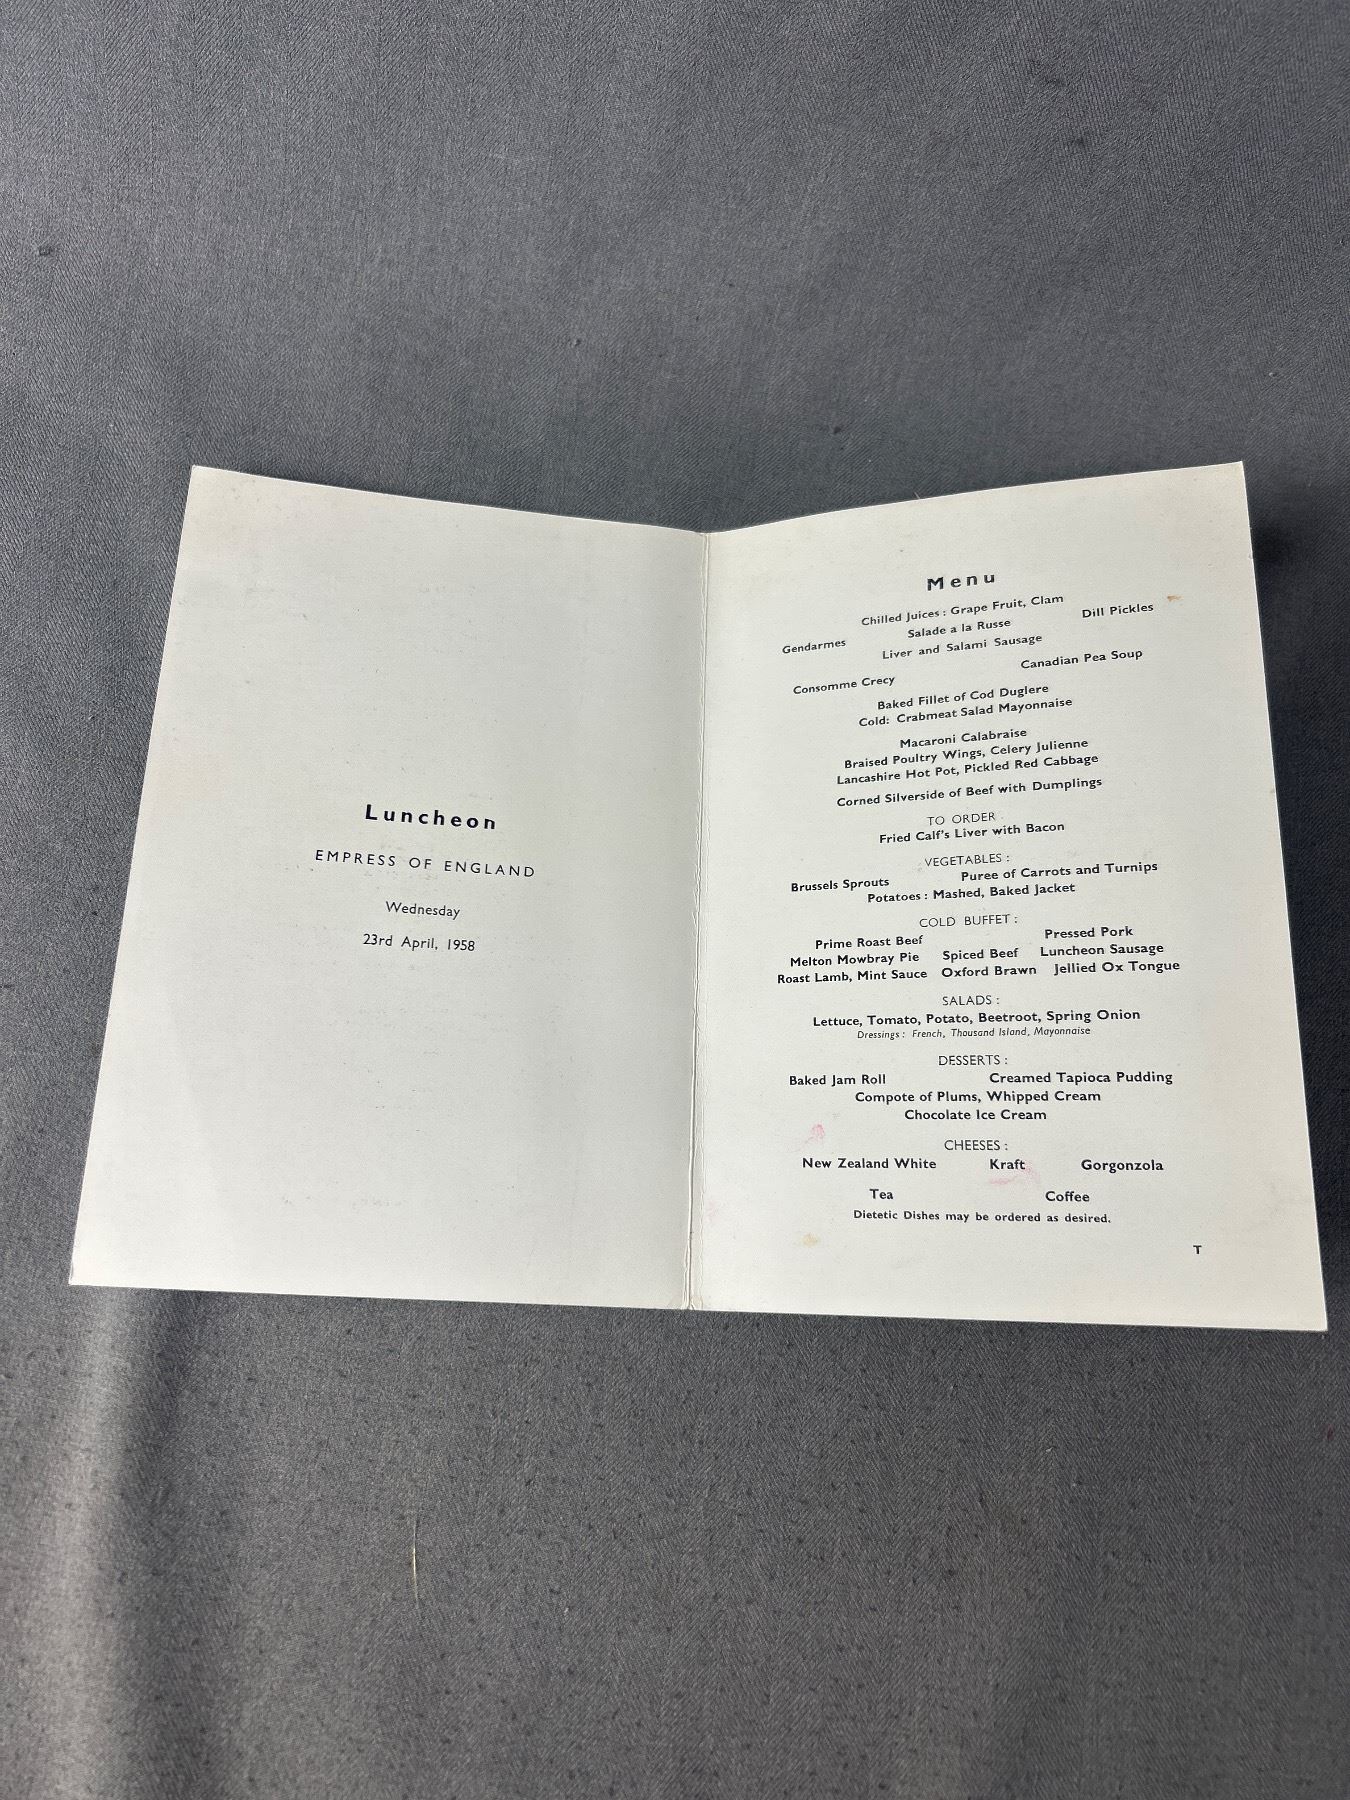 Luncheon
EMPRESS OF ENGLAND
Wednesday
23rd April, 1958
Menu
Chilled Juices : Grape Fruit, Clam
Gendarmes Salade a la Russe Dill Pickles
Liver and Salami Sausage
Consomme Crecy Canadian Pea Soup
Baked Fillet of Cod Duglere
Cold: Crabmeat Salad Mayonnaise
Macaroni Calabraise
Braised Poultry Wings, Celery Julienne
Lancashire Hot Pot, Pickled Red Cabbage
Corned Silverside of Beef with Dumplings
TO ORDER
Fried Calf's Liver with Bacon
VEGETABLES :
Brussels Sprouts Puree of Carrots and Turnips
Potatoes : Mashed, Baked Jacket
COLD BUFFET :
Prime Roast Beef Pressed Pork
Melton Mowbray Pie Spiced Beef Luncheon Sausage
Roast Lamb, Mint Sauce Oxford Brawn Jellied Ox Tongue
SALADS :
Lettuce, Tomato, Potato, Beetroot, Spring Onion
Dressings : French, Thousand Island, Mayonnaise
DESSERTS :
Baked Jam Roll Creamed Tapioca Pudding
Compote of Plums, Whipped Cream
Chocolate Ice Cream
CHEESES :
New Zealand White Kraft Gorgonzola
Tea Coffee
Dietetic Dishes may be ordered as desired.
T